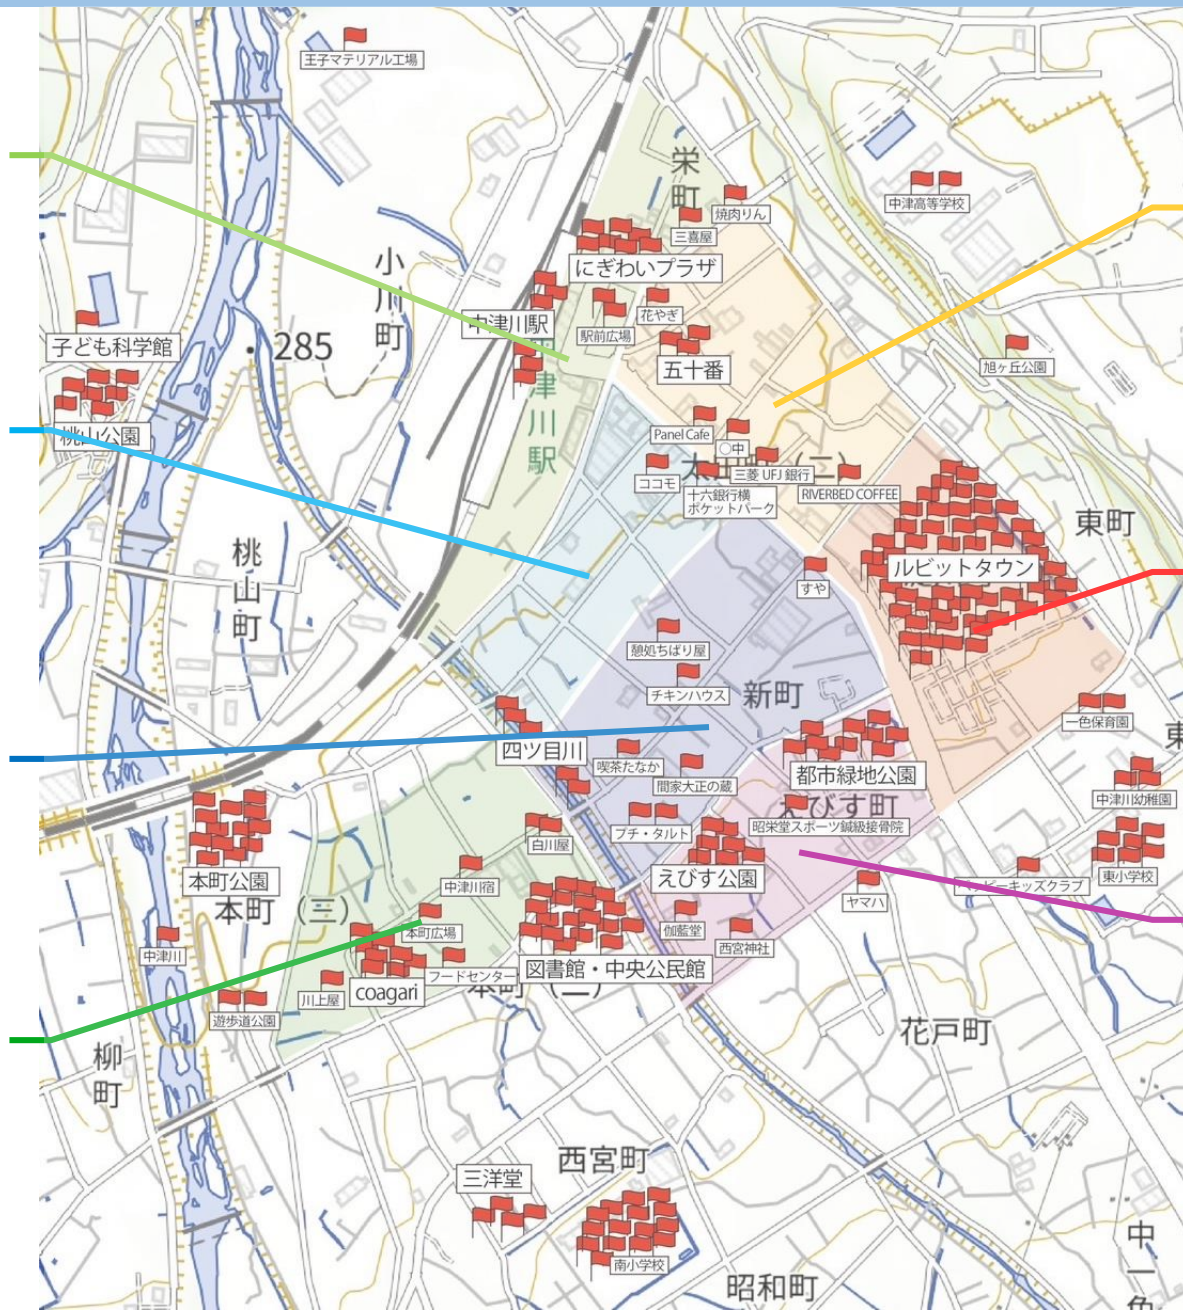 王子マテリアル工場
栄町
中津高等学校
焼肉りん
三喜屋
にぎわいプラザ
小川町
花やぎ
駅前広場
中津川駅
子ども科学館
285
五十番
旭ヶ丘公園
津川駅
桃山公園
Panel Cafe
〇中
ココモ
三菱 UFJ 銀行
十六銀行横
ポケットパーク
RIVERBED COFFEE
東町
ルビットタウン
桃山町
すや
憩処ちばり屋
チキンハウス
新町
一色保育園
四ツ目川
喫茶たなか
間家大正の蔵
都市緑地公園
中津川幼稚園
えびす町
プチ・タルト
昭栄堂スポーツ鍼級接骨院
白川屋
東小学校
本町公園
中津川宿
えびす公園
ヤマハ
本町（三）
本町広場
伽藍堂
西宮神社
中津川
フードセンター
図書館・中央公民館
川上屋
coagari
遊歩道公園
花戸町
柳町
西宮町
三洋堂
南小学校
昭和町